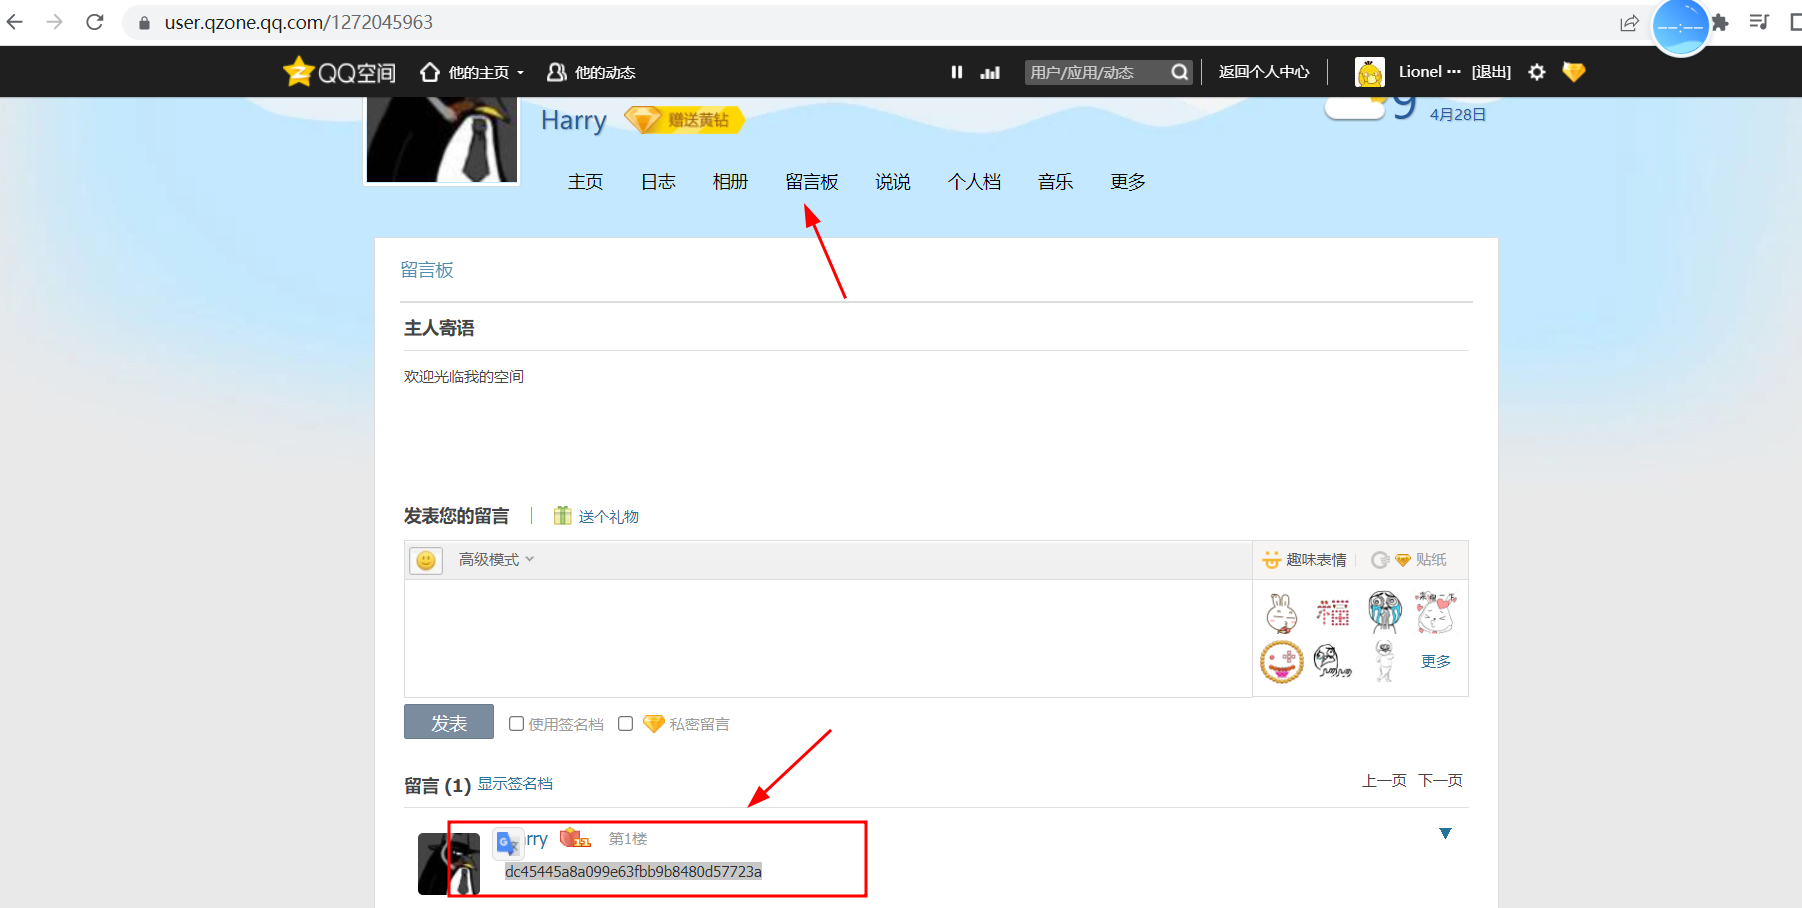 user.qzone.qq.com/1272045963
QQ空间 他的主页 他的动态 用户/应用/动态 返回个人中心 Lionel ··· [退出]
Harry 赠送黄钻 9 4月28日
主页 日志 相册 留言板 说说 个人档 音乐 更多
留言板
主人寄语
欢迎光临我的空间
发表您的留言 送个礼物
高级模式 趣味表情 贴纸
福
更多
发表 使用签名档 私密留言
留言 (1) 显示签名档 上一页 下一页
rry 第1楼
dc45445a8a099e63fbb9b8480d57723a